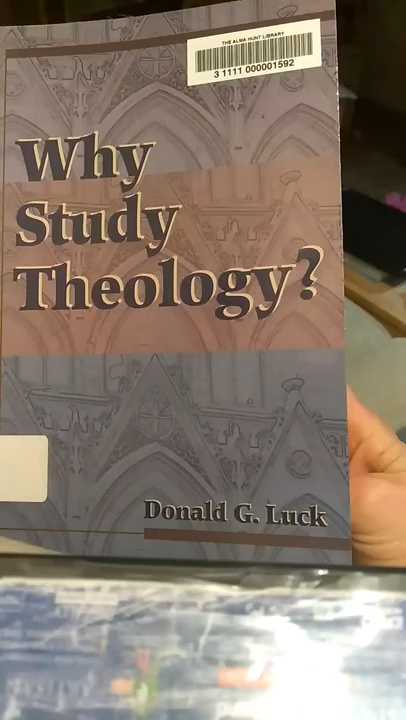 THE ALMA HUNT LIBRARY
3 1111 000001592
Why
Study
Theology?
Donald G. Luck